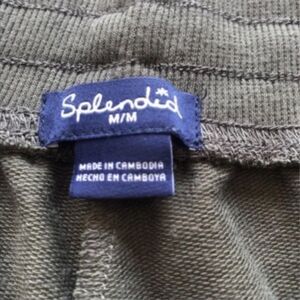 Splendid
M/M
MADE IN CAMBODIA
HECHO EN CAMBOYA